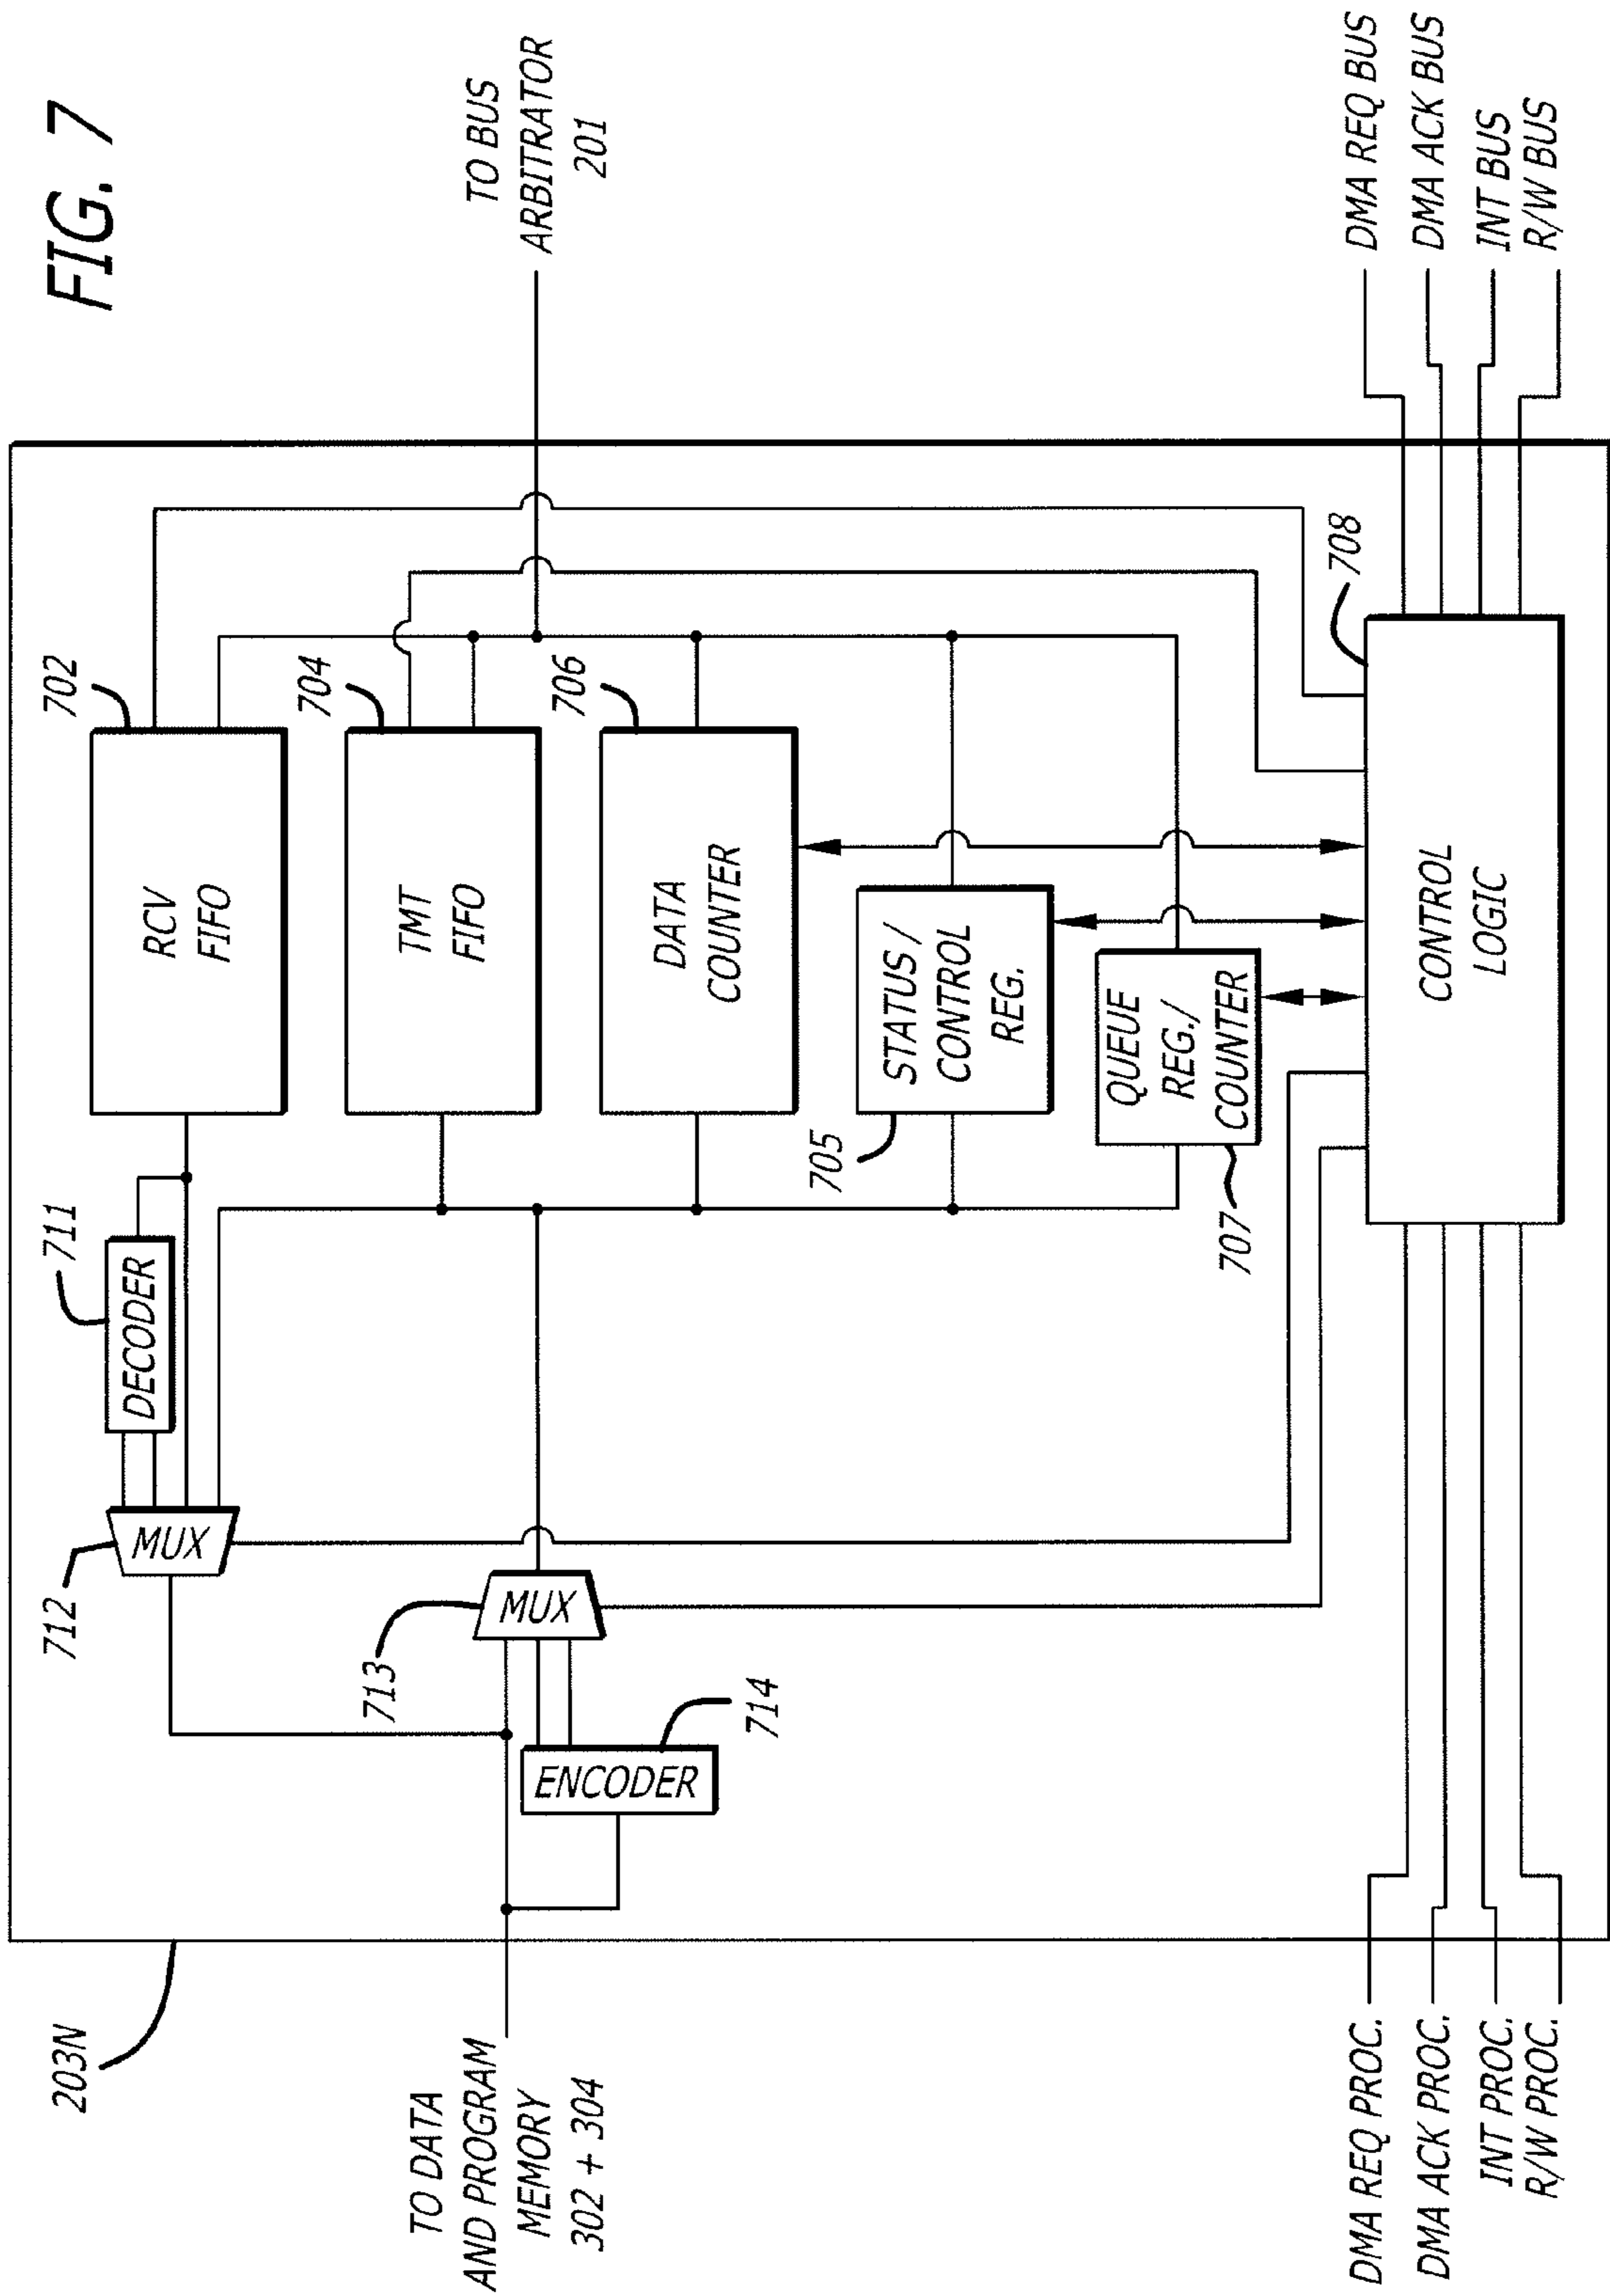 FIG. 7
203N
712
MUX
711
DECODER
702
RCV
FIFO
TO DATA
AND PROGRAM
MEMORY
302 + 304
713
MUX
714
ENCODER
704
TMT
FIFO
TO BUS
ARBITRATOR
201
706
DATA
COUNTER
705
STATUS /
CONTROL
REG.
707
QUEUE
REG./
COUNTER
708
CONTROL
LOGIC
DMA REQ PROC.
DMA ACK PROC.
INT PROC.
R/W PROC.
DMA REQ BUS
DMA ACK BUS
INT BUS
R/W BUS